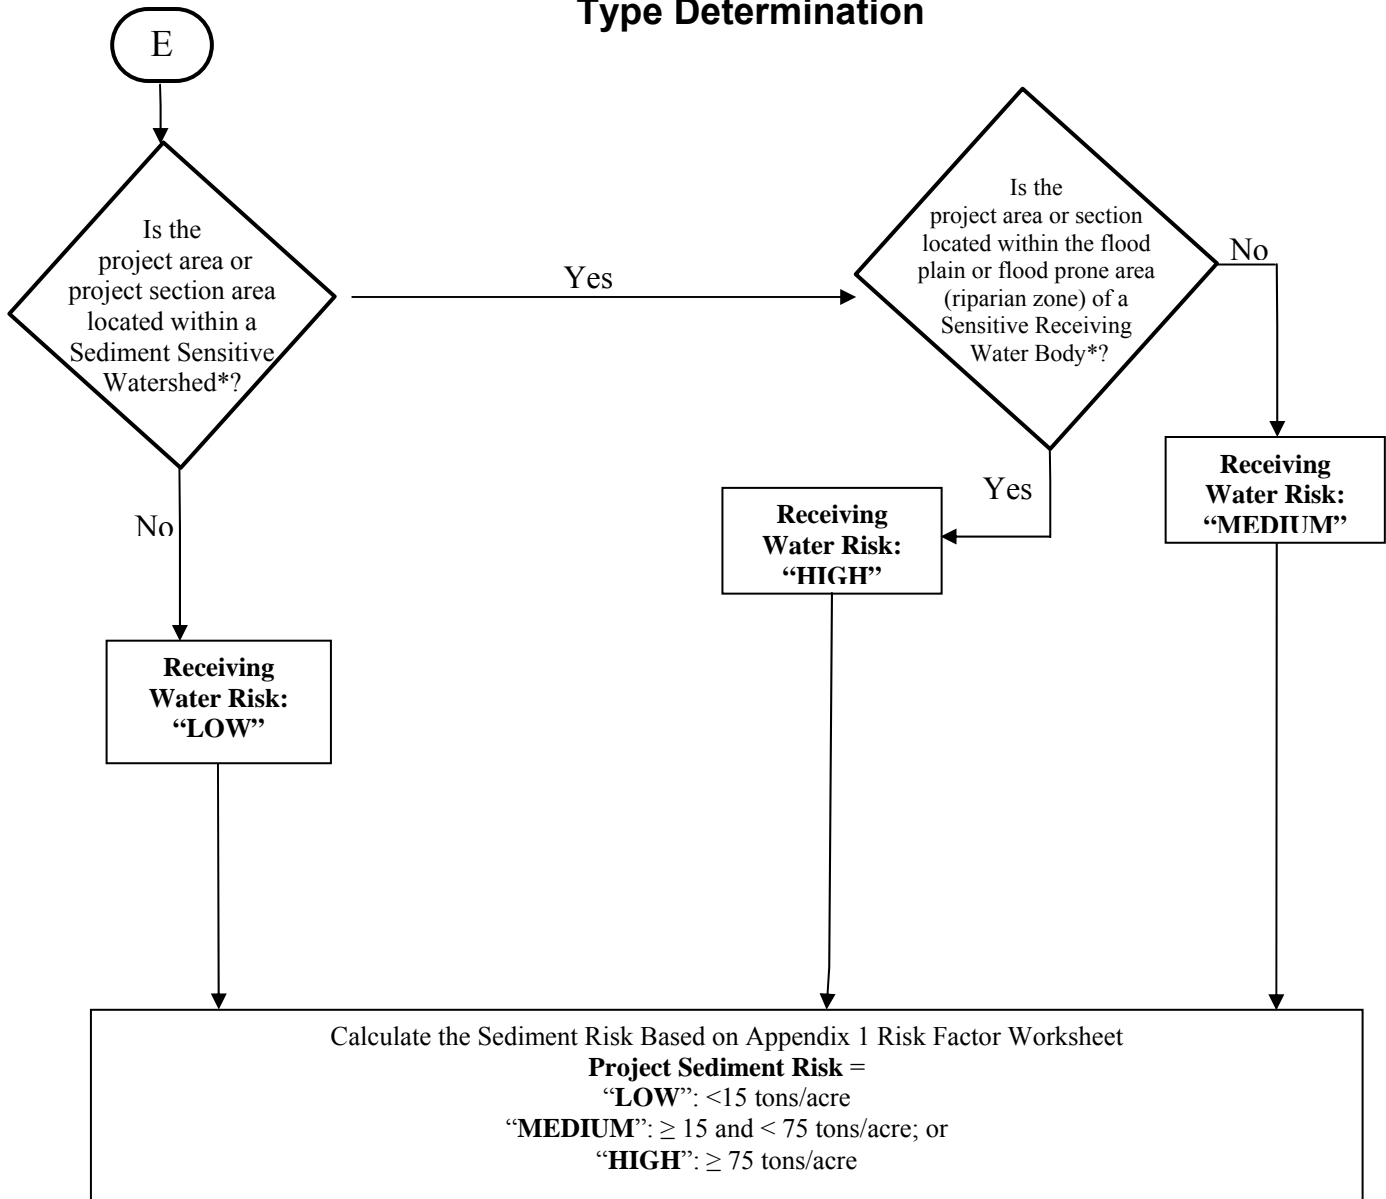 Type Determination
E
Is the
project area or
project section area
located within a
Sediment Sensitive
Watershed*?
Yes
Is the
project area or section
located within the flood
plain or flood prone area
(riparian zone) of a
Sensitive Receiving
Water Body*?
No
Yes
Receiving
Water Risk:
“MEDIUM”
Receiving
Water Risk:
“HIGH”
No
Receiving
Water Risk:
“LOW”
Calculate the Sediment Risk Based on Appendix 1 Risk Factor Worksheet
Project Sediment Risk =
“LOW”: <15 tons/acre
“MEDIUM”: ≥ 15 and < 75 tons/acre; or
“HIGH”: ≥ 75 tons/acre